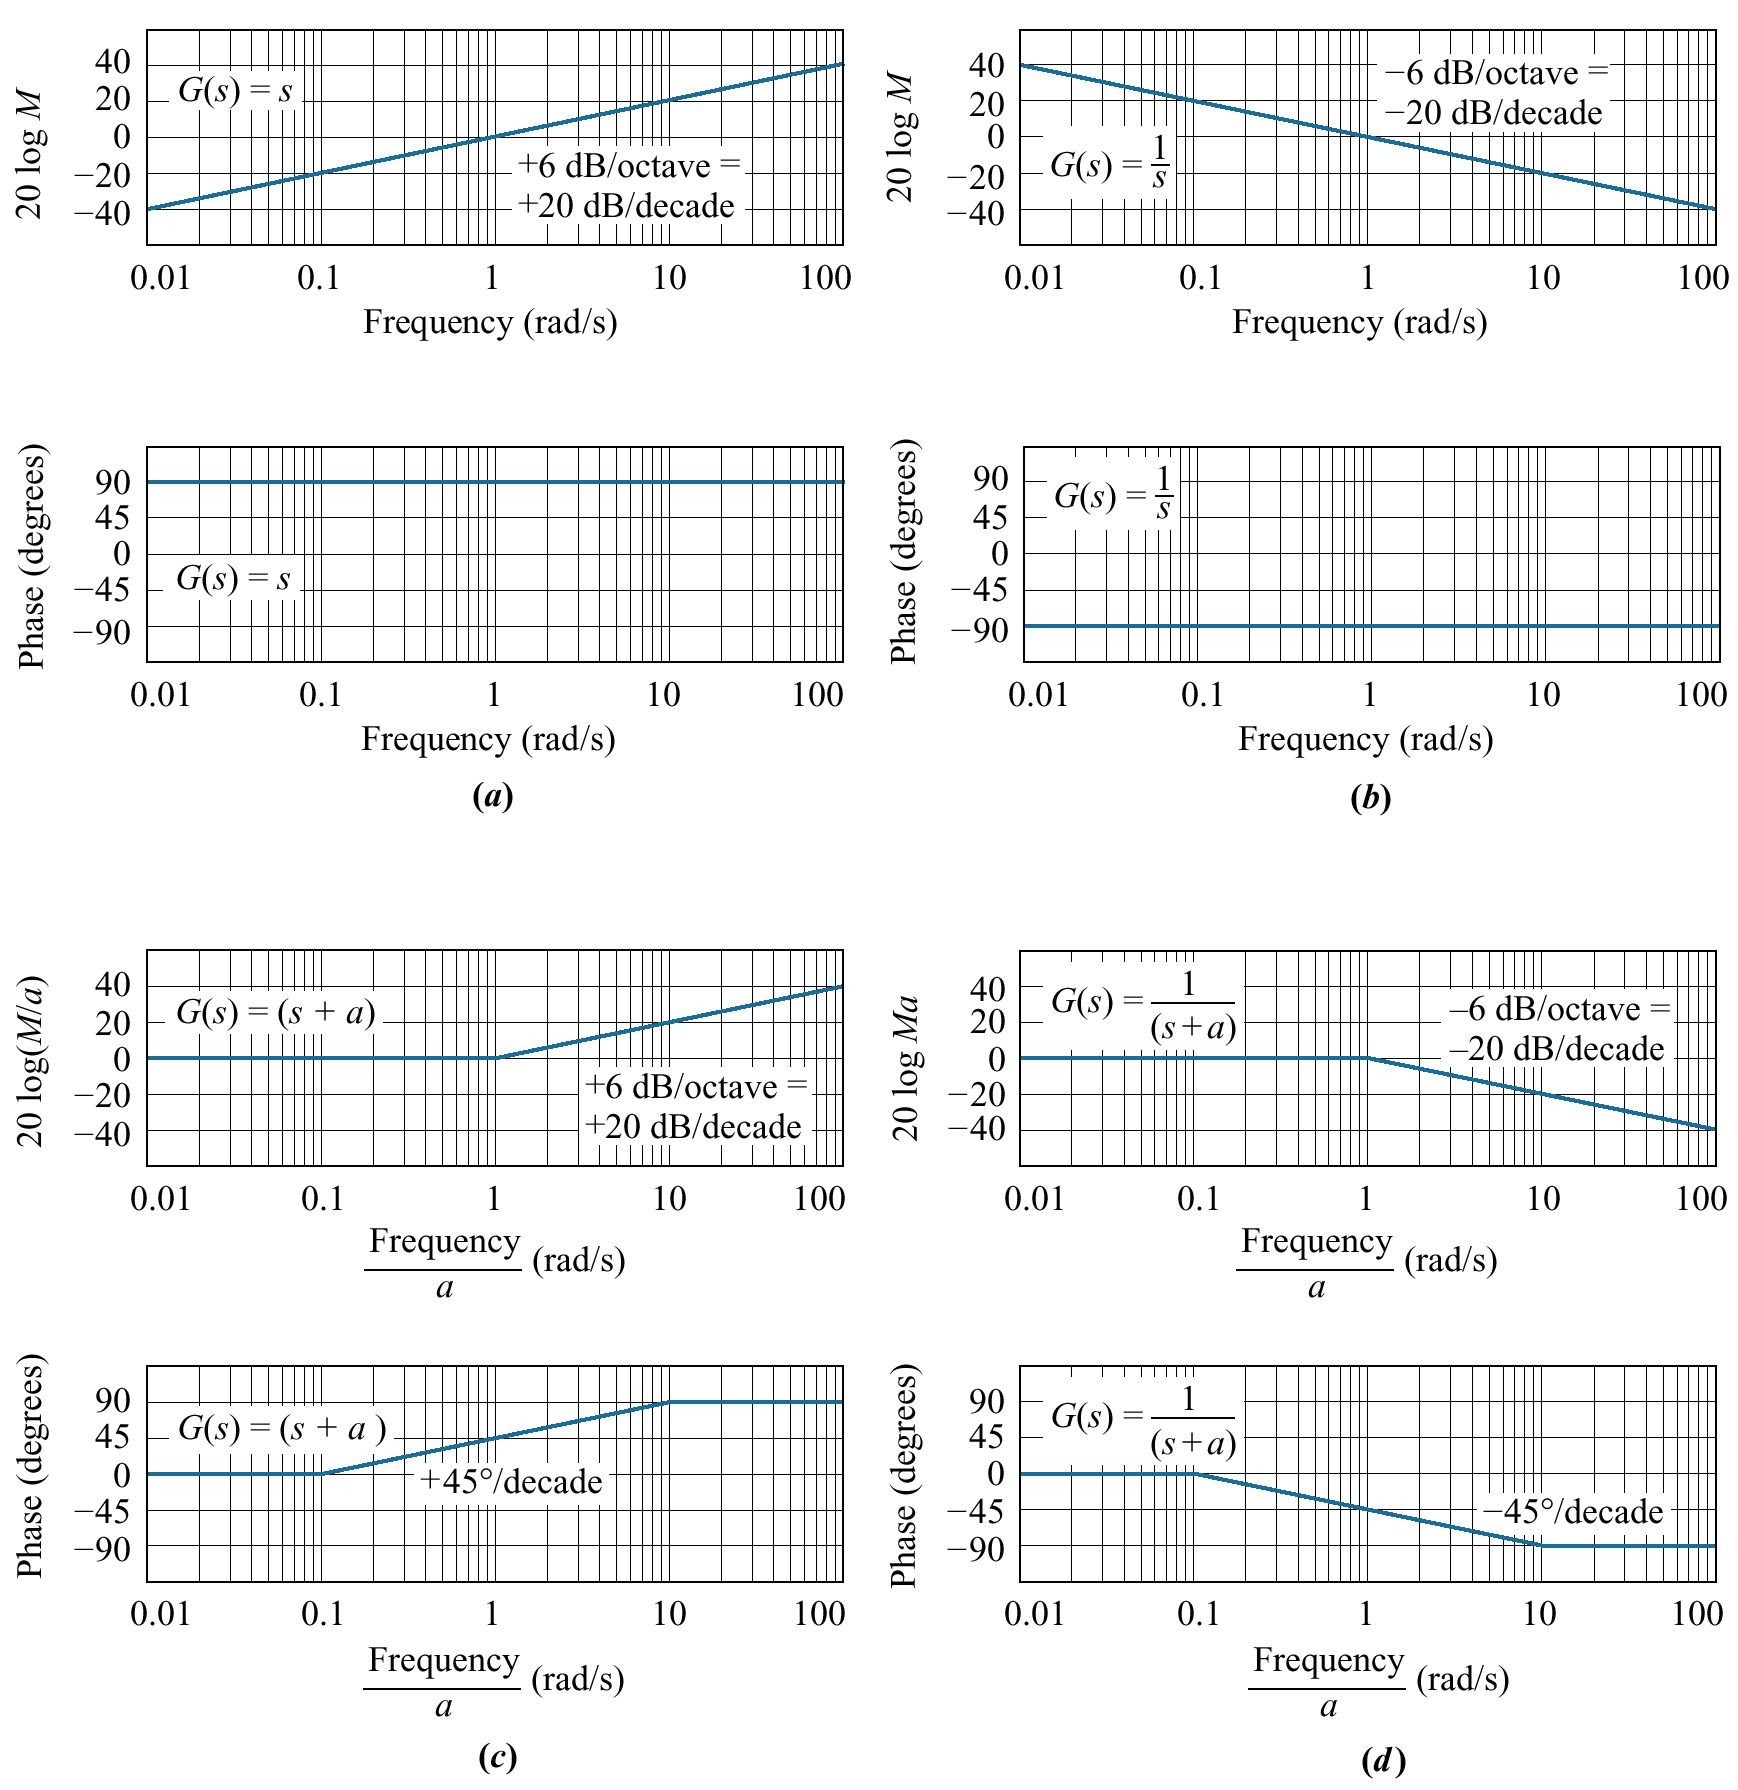 20 log M
40
20
0
−20
−40
G(s) = s
+6 dB/octave =
+20 dB/decade
0.01 0.1 1 10 100
Frequency (rad/s)
20 log M
40
20
0
−20
−40
−6 dB/octave =
−20 dB/decade
G(s) = 1/s
0.01 0.1 1 10 100
Frequency (rad/s)
Phase (degrees)
90
45
0
−45
−90
G(s) = s
0.01 0.1 1 10 100
Frequency (rad/s)
(a)
Phase (degrees)
90
45
0
−45
−90
G(s) = 1/s
0.01 0.1 1 10 100
Frequency (rad/s)
(b)
20 log(M/a)
40
20
0
−20
−40
G(s) = (s + a)
+6 dB/octave =
+20 dB/decade
0.01 0.1 1 10 100
Frequency/a (rad/s)
20 log Ma
40
20
0
−20
−40
G(s) = 1/(s+a)
–6 dB/octave =
–20 dB/decade
0.01 0.1 1 10 100
Frequency/a (rad/s)
Phase (degrees)
90
45
0
−45
−90
G(s) = (s + a )
+45°/decade
0.01 0.1 1 10 100
Frequency/a (rad/s)
(c)
Phase (degrees)
90
45
0
−45
−90
G(s) = 1/(s+a)
−45°/decade
0.01 0.1 1 10 100
Frequency/a (rad/s)
(d)